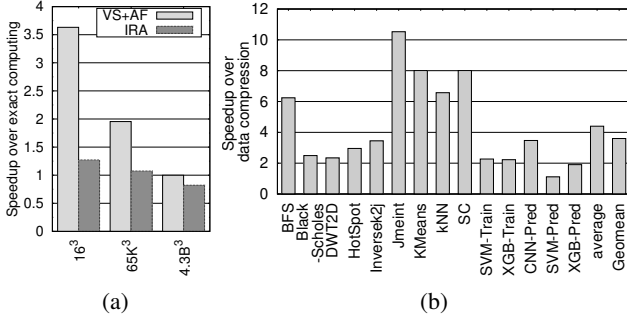 VS+AF
IRA
Speedup over exact computing
4
3.5
3
2.5
2
1.5
1
0.5
0
16³
65K³
4.3B³
(a)
Speedup over
data compression
12
10
8
6
4
2
0
BFS
Black
-Scholes
DWT2D
HotSpot
Inversek2j
Jmeint
KMeans
kNN
SC
SVM-Train
XGB-Train
CNN-Pred
SVM-Pred
XGB-Pred
average
Geomean
(b)